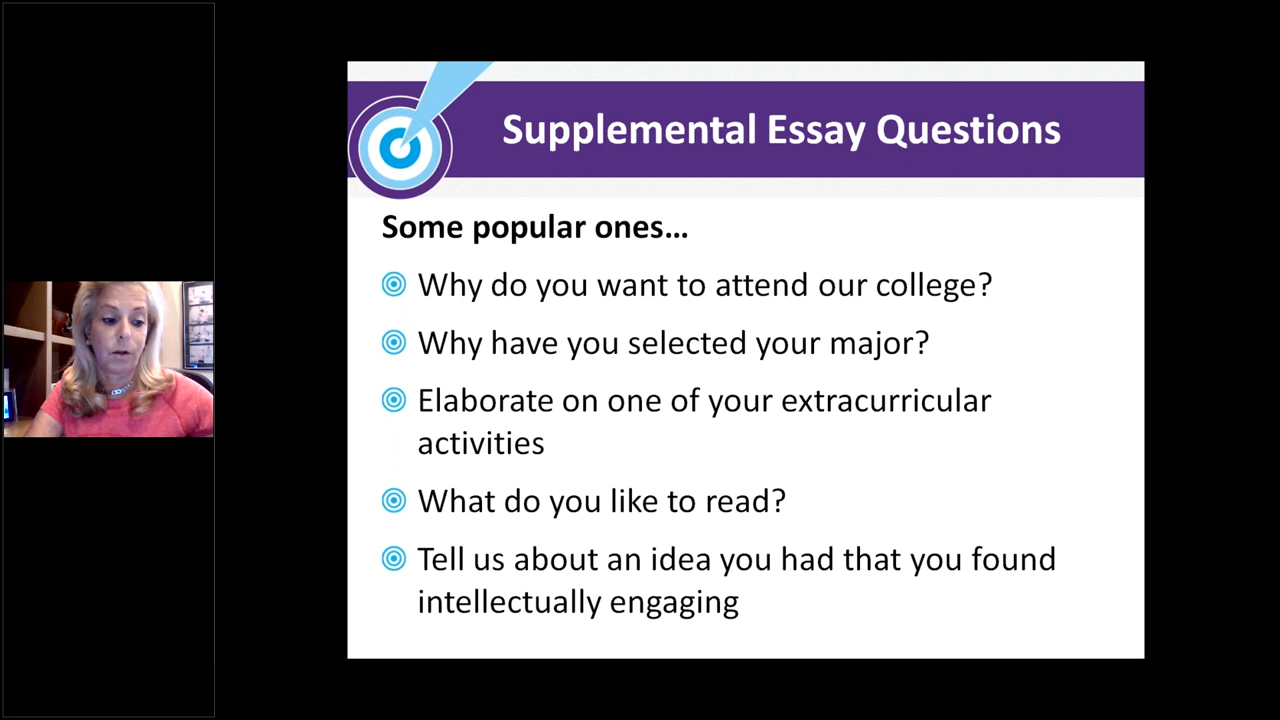 Supplemental Essay Questions
Some popular ones…
Why do you want to attend our college?
Why have you selected your major?
Elaborate on one of your extracurricular
activities
What do you like to read?
Tell us about an idea you had that you found
intellectually engaging